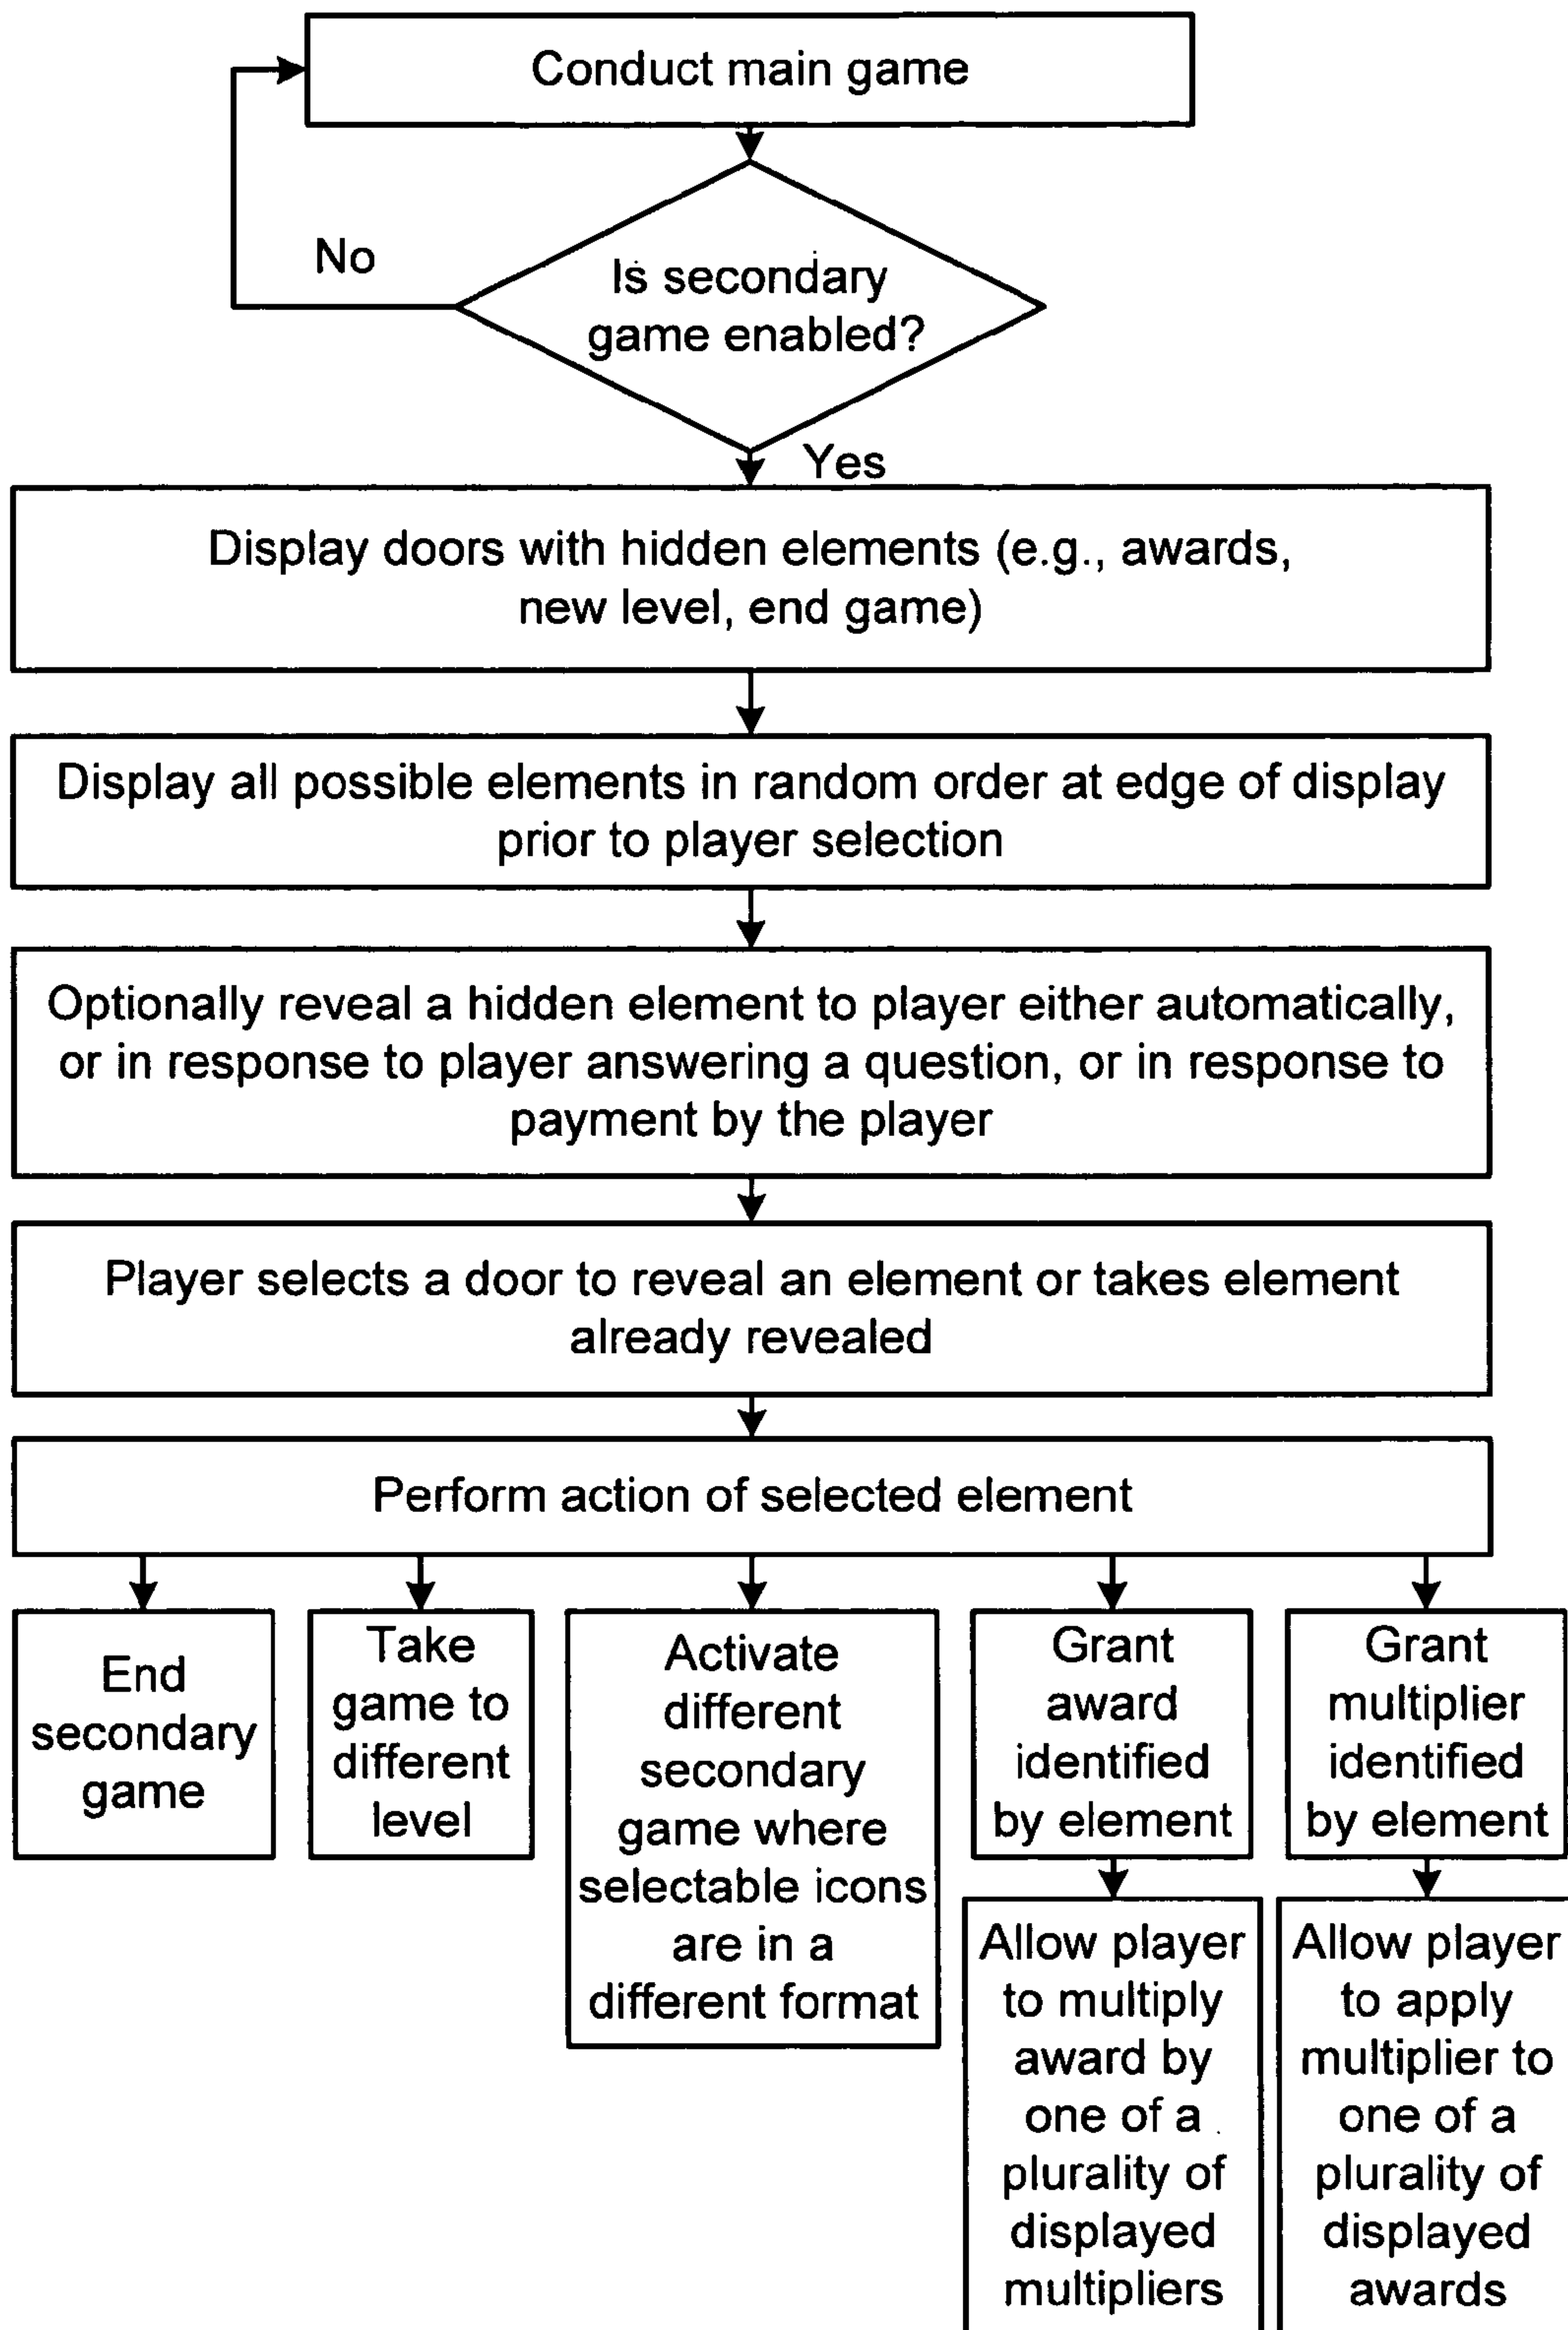 Conduct main game
No
Is secondary
game enabled?
Yes
Display doors with hidden elements (e.g., awards,
new level, end game)
Display all possible elements in random order at edge of display
prior to player selection
Optionally reveal a hidden element to player either automatically,
or in response to player answering a question, or in response to
payment by the player
Player selects a door to reveal an element or takes element
already revealed
Perform action of selected element
End
secondary
game
Take
game to
different
level
Activate
different
secondary
game where
selectable icons
are in a
different format
Grant
award
identified
by element
Grant
multiplier
identified
by element
Allow player
to multiply
award by
one of a
plurality of
displayed
multipliers
Allow player
to apply
multiplier to
one of a
plurality of
displayed
awards